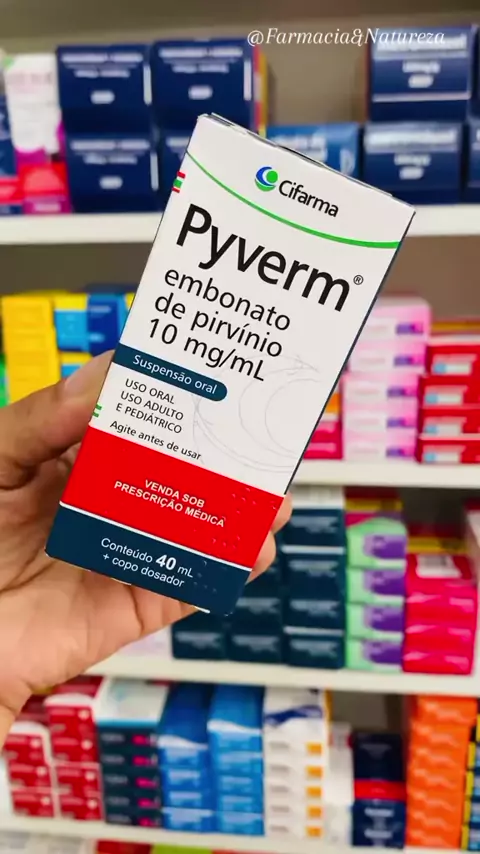 @Farmacia&Natureza
Cifarma
Pyverm®
embonato
de pirvínio
10 mg/mL
Suspensão oral
USO ORAL
USO ADULTO
E PEDIÁTRICO
Agite antes de usar
VENDA SOB
PRESCRIÇÃO MÉDICA
Conteúdo 40 mL
+ copo dosador